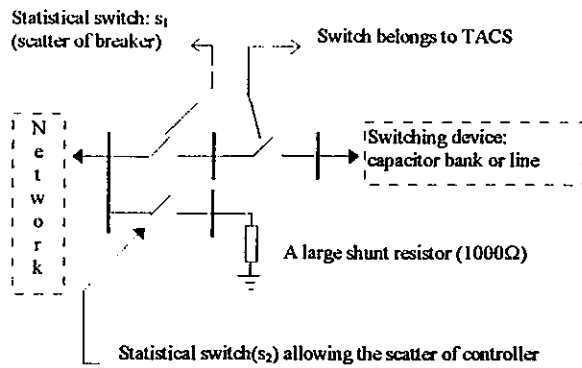 Statistical switch: s₁
(scatter of breaker)
Switch belongs to TACS
Network
Switching device:
capacitor bank or line
A large shunt resistor (1000Ω)
Statistical switch(s₂) allowing the scatter of controller